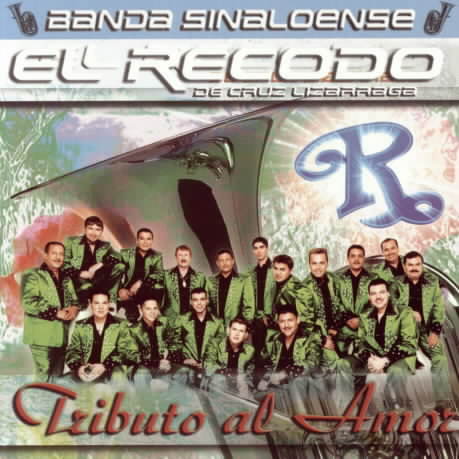 BANDA SINALOENSE
EL RECODO
DE CRUZ LIZARRAGA
R
Tributo al Amor